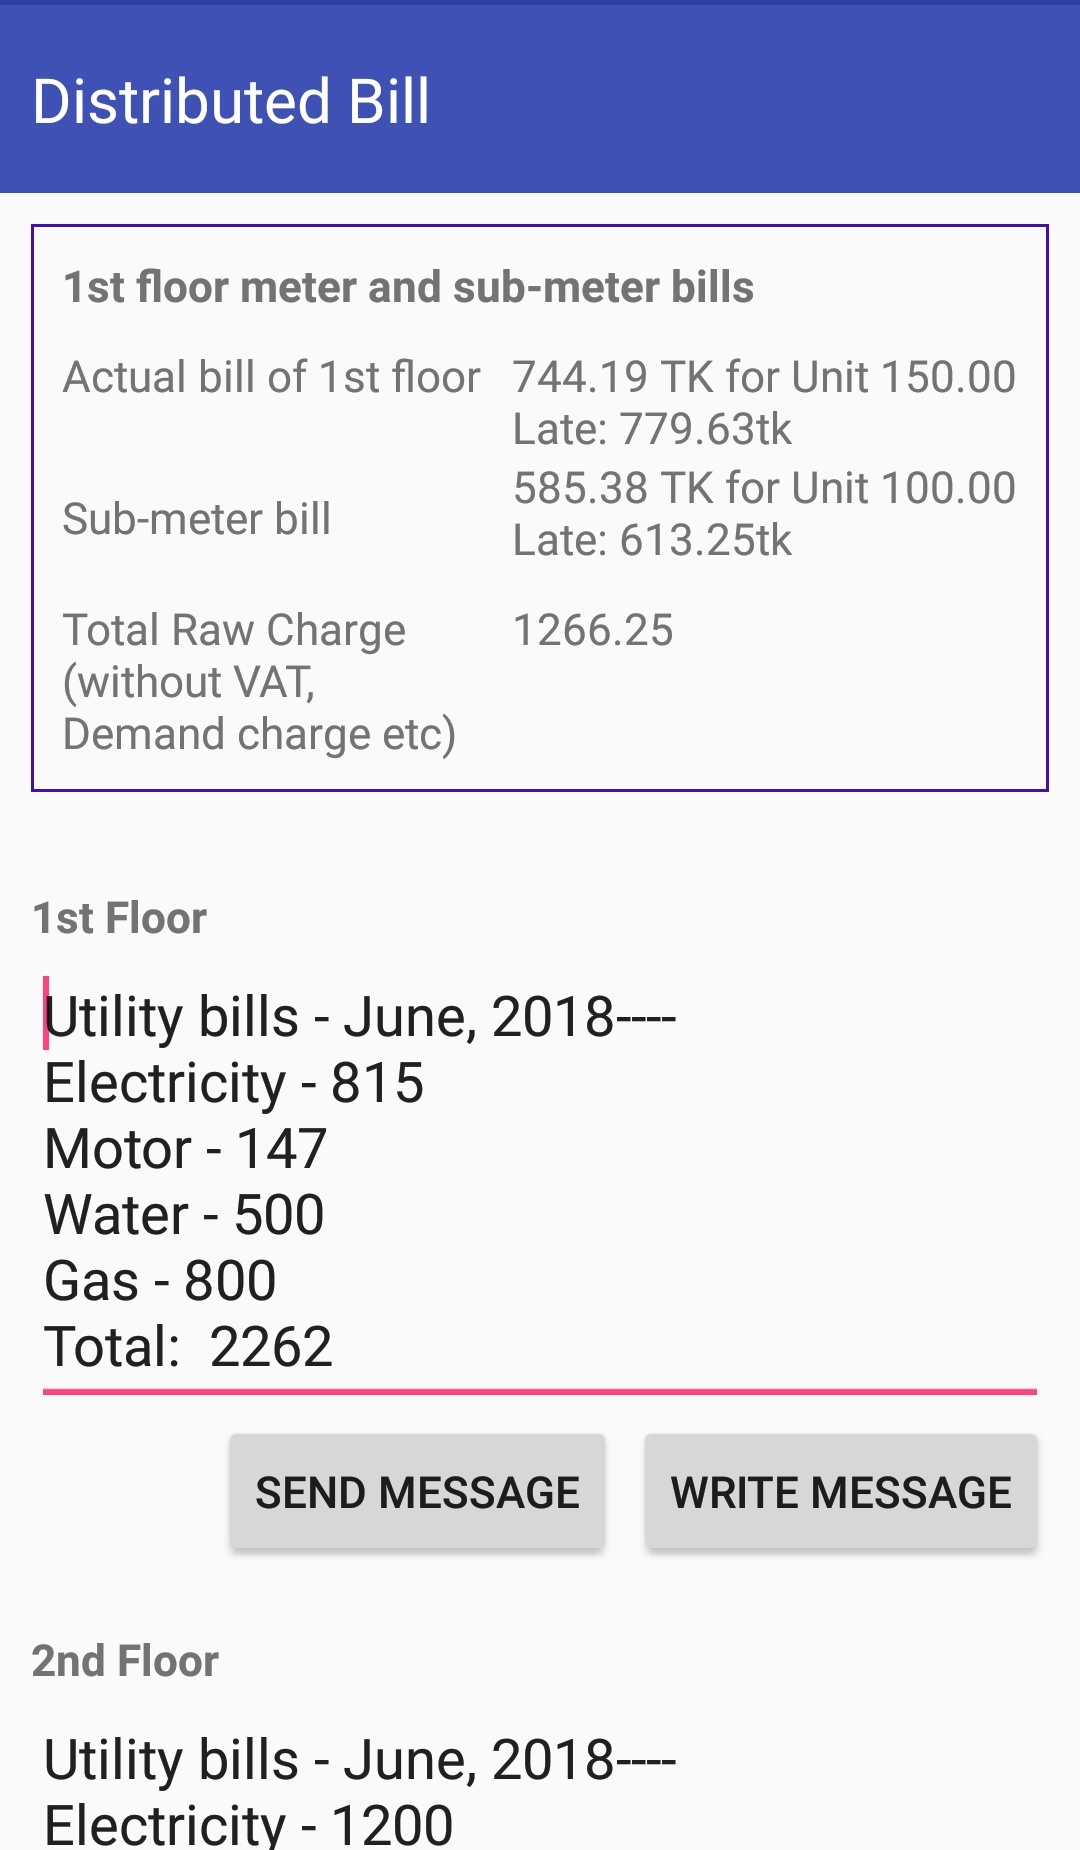 Distributed Bill
1st floor meter and sub-meter bills
Actual bill of 1st floor 744.19 TK for Unit 150.00
Late: 779.63tk
585.38 TK for Unit 100.00
Sub-meter bill
Late: 613.25tk
Total Raw Charge 1266.25
(without VAT,
Demand charge etc)
1st Floor
Utility bills - June, 2018----
Electricity - 815
Motor - 147
Water - 500
Gas - 800
Total:  2262
SEND MESSAGE WRITE MESSAGE
2nd Floor
Utility bills - June, 2018----
Electricity - 1200